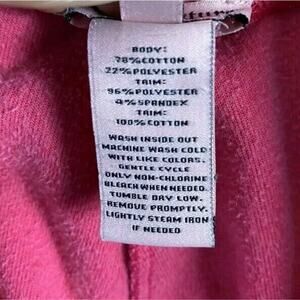 BODY:
78%COTTON
22%POLYESTER
TRIM:
96%POLYESTER
4%SPANDEX
TRIM:
100%COTTON
WASH INSIDE OUT
MACHINE WASH COLD
WITH LIKE COLORS.
GENTLE CYCLE
ONLY NON-CHLORINE
BLEACH WHEN NEEDED.
TUMBLE DRY LOW.
REMOVE PROMPTLY.
LIGHTLY STEAM IRON
IF NEEDED